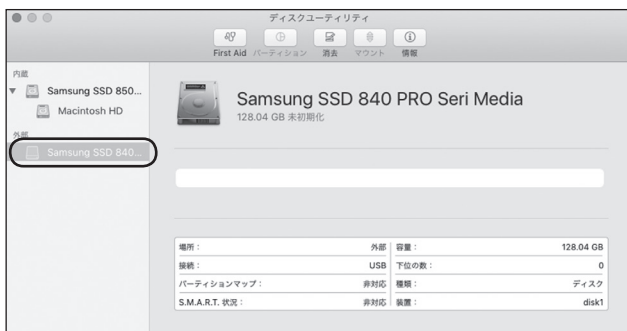 ディスクユーティリティ
First Aid パーティション 消去 マウント 情報
内蔵
Samsung SSD 850...
Macintosh HD
外部
Samsung SSD 840...
Samsung SSD 840 PRO Seri Media
128.04 GB 未初期化
場所： 外部 容量： 128.04 GB
接続： USB 下位の数： 0
パーティションマップ： 非対応 種類： ディスク
S.M.A.R.T. 状況： 非対応 装置： disk1